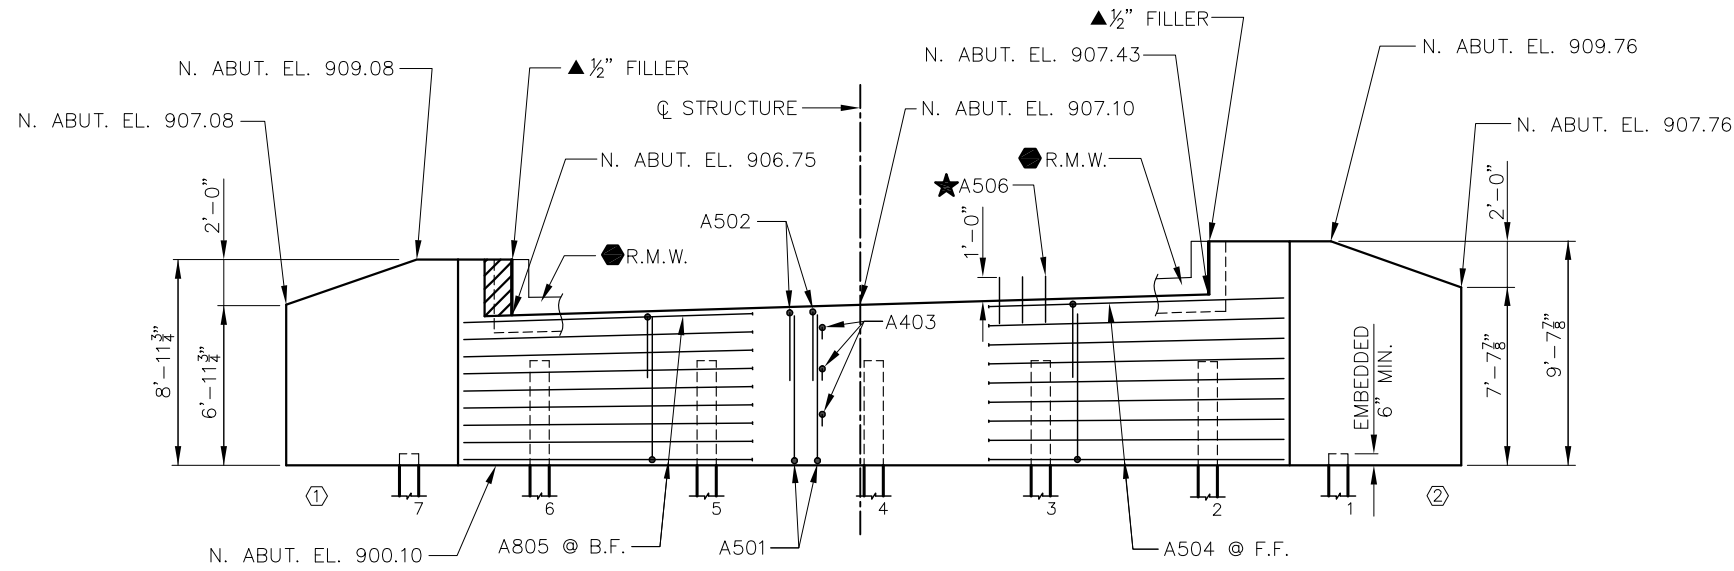 ▲½” FILLER
N. ABUT. EL. 909.08
▲½” FILLER
N. ABUT. EL. 907.43
N. ABUT. EL. 909.76
℄ STRUCTURE
N. ABUT. EL. 907.10
N. ABUT. EL. 907.08
N. ABUT. EL. 907.76
N. ABUT. EL. 906.75
R.M.W.
★A506
2’-0”
A502
1’-0”
2’-0”
R.M.W.
A403
8’-11¾”
6’-11¾”
EMBEDDED
6” MIN.
7’-7⅞”
9’-7⅞”
1
7
6
5
4
3
2
1
2
N. ABUT. EL. 900.10
A805 @ B.F.
A501
A504 @ F.F.